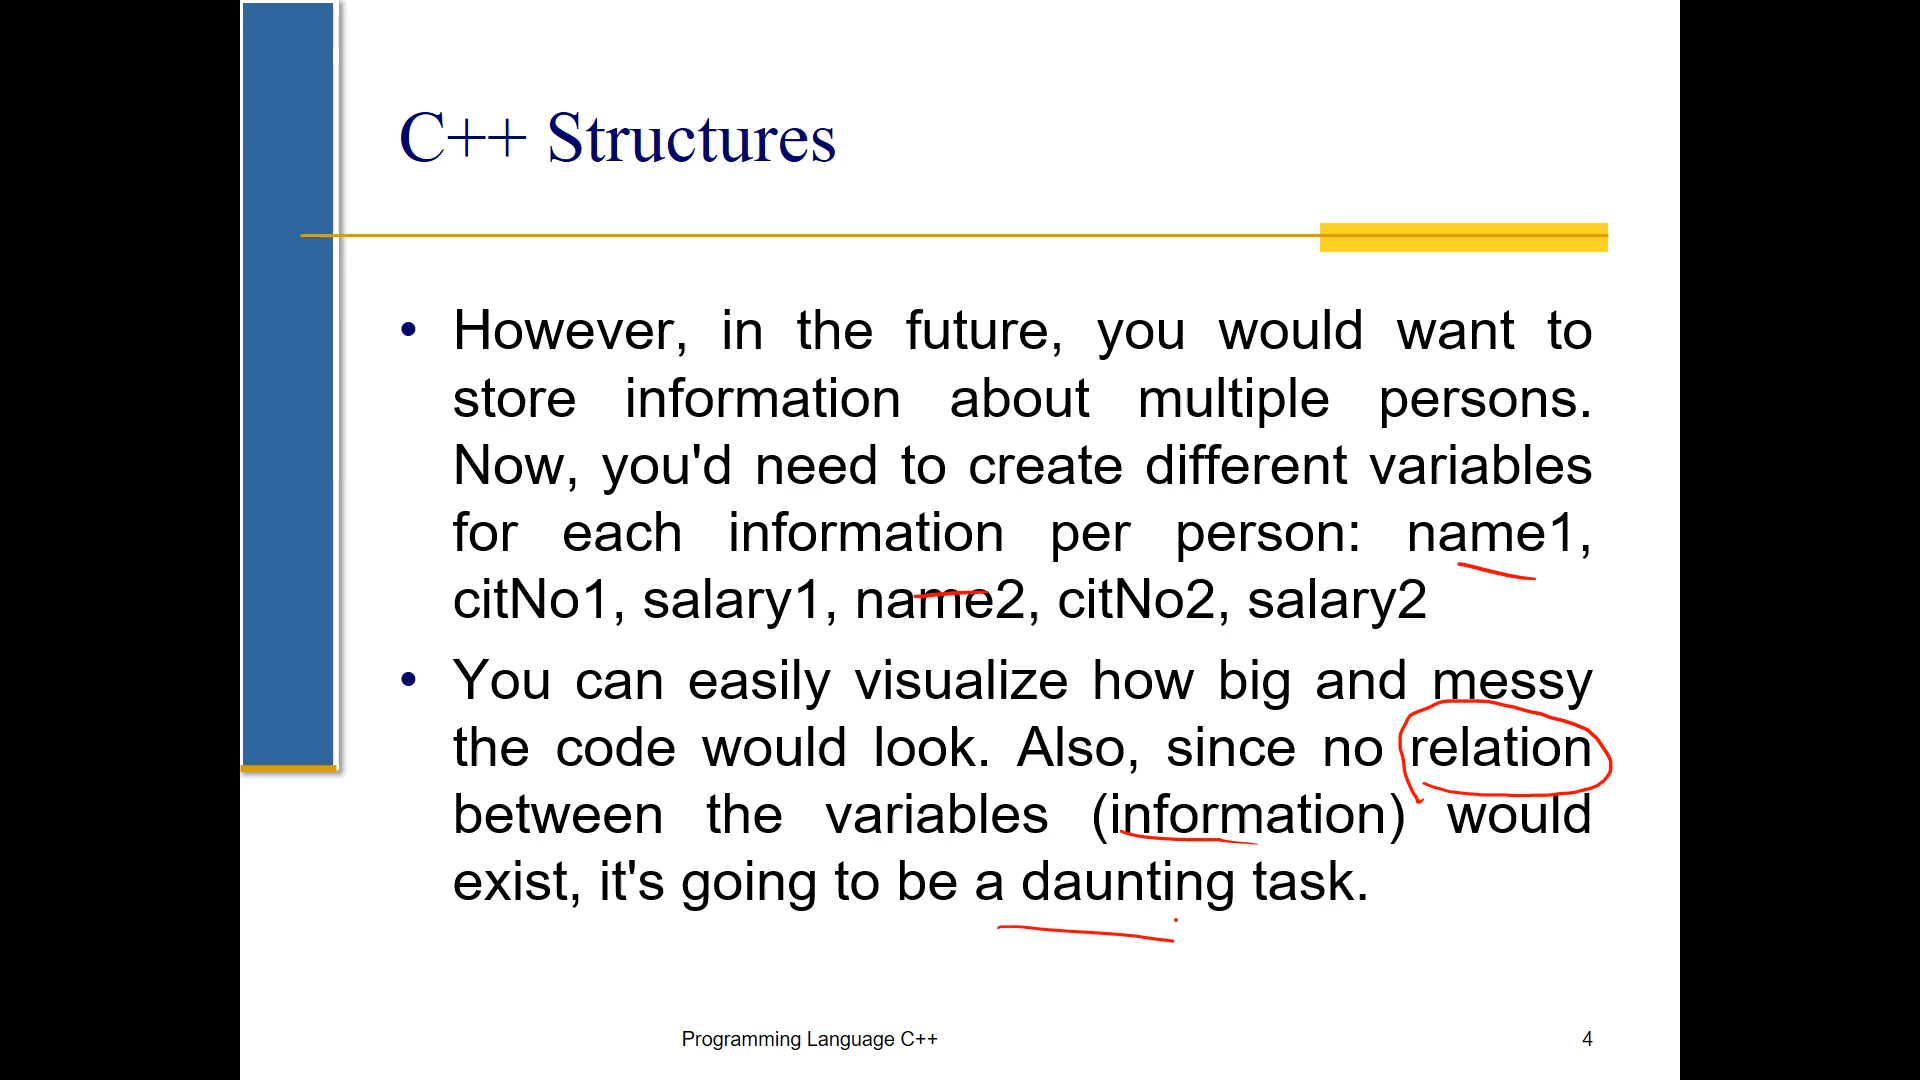 C++ Structures
• However, in the future, you would want to
store information about multiple persons.
Now, you'd need to create different variables
for each information per person: name1,
citNo1, salary1, name2, citNo2, salary2
• You can easily visualize how big and messy
the code would look. Also, since no relation
between the variables (information) would
exist, it's going to be a daunting task.
Programming Language C++
4